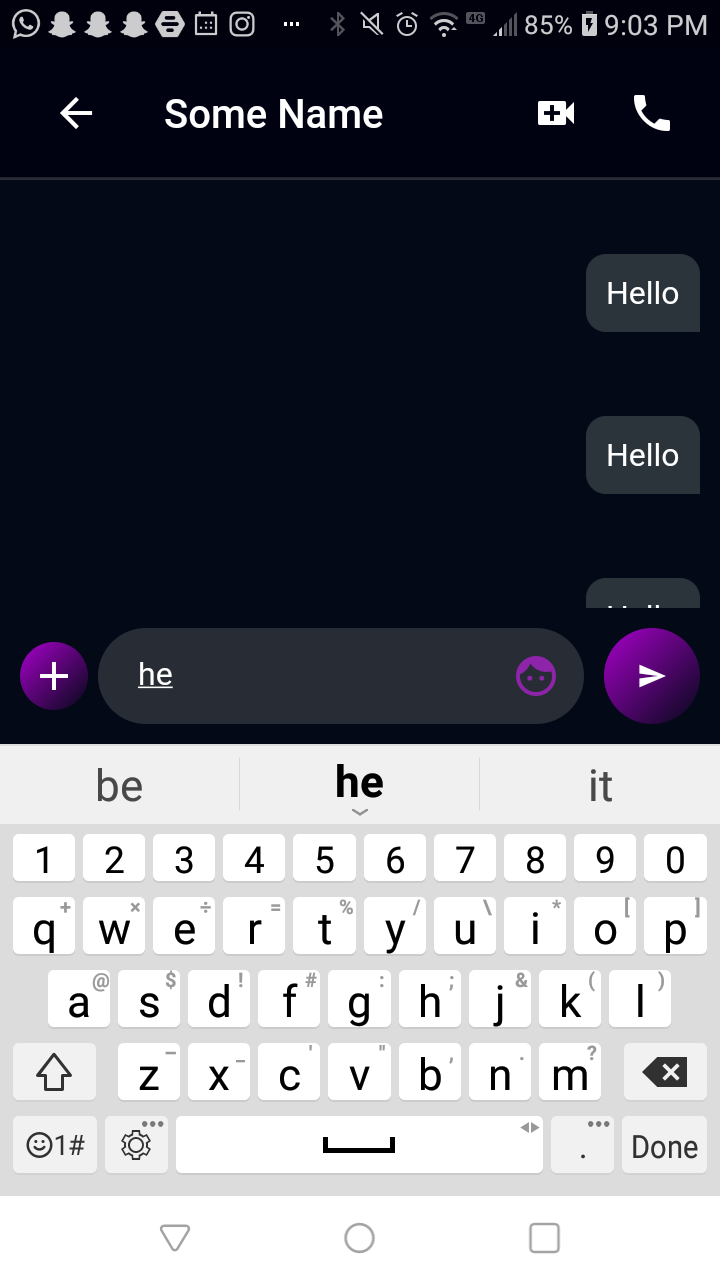 4G 85% 9:03 PM
Some Name
Hello
Hello
he
be he it
1 2 3 4 5 6 7 8 9 0
+ × ÷ = % / \ * [ ]
q w e r t y u i o p
@ $ ! # : ; & ( )
a s d f g h j k l
– _ ' " , . ?
z x c v b n m
1# . Done